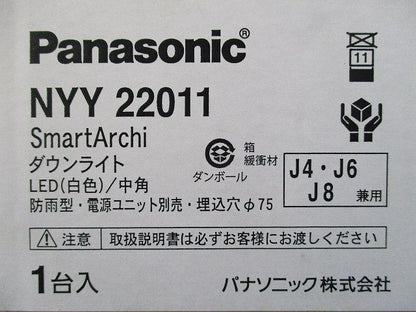 Panasonic®
NYY 22011
SmartArchi
ダウンライト
LED(白色)/中角
防雨型・電源ユニット別売・埋込穴φ75
11
箱
緩衝材
ダンボール
J4・J6
J8 兼用
注意 取扱説明書は必ずお客様にお渡しください
1台入
パナソニック株式会社